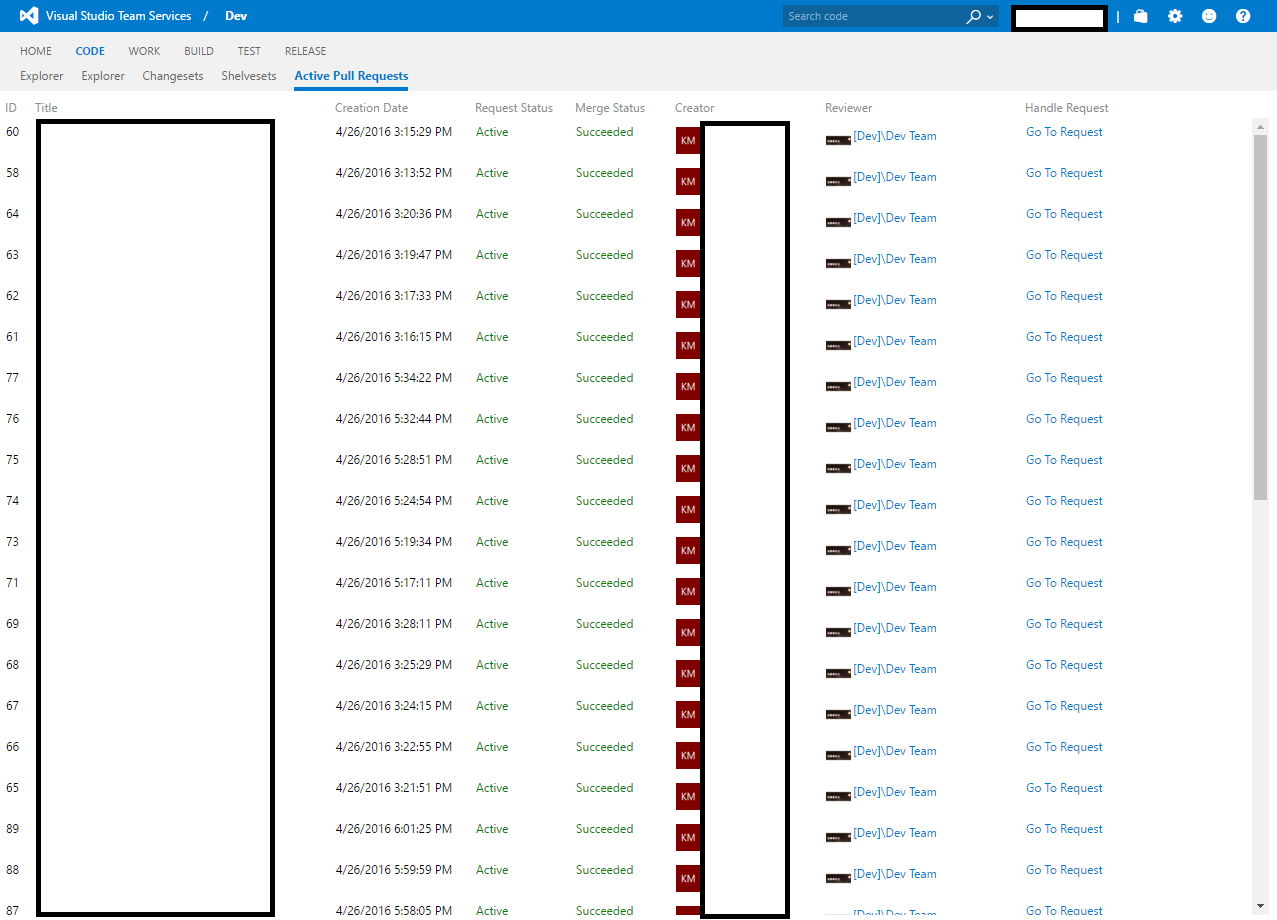 Visual Studio Team Services / Dev Search code |
HOME CODE WORK BUILD TEST RELEASE
Explorer Explorer Changesets Shelvesets Active Pull Requests
ID Title Creation Date Request Status Merge Status Creator Reviewer Handle Request
60 4/26/2016 3:15:29 PM Active Succeeded KM [Dev]\Dev Team Go To Request
58 4/26/2016 3:13:52 PM Active Succeeded KM [Dev]\Dev Team Go To Request
64 4/26/2016 3:20:36 PM Active Succeeded KM [Dev]\Dev Team Go To Request
63 4/26/2016 3:19:47 PM Active Succeeded KM [Dev]\Dev Team Go To Request
62 4/26/2016 3:17:33 PM Active Succeeded KM [Dev]\Dev Team Go To Request
61 4/26/2016 3:16:15 PM Active Succeeded KM [Dev]\Dev Team Go To Request
77 4/26/2016 5:34:22 PM Active Succeeded KM [Dev]\Dev Team Go To Request
76 4/26/2016 5:32:44 PM Active Succeeded KM [Dev]\Dev Team Go To Request
75 4/26/2016 5:28:51 PM Active Succeeded KM [Dev]\Dev Team Go To Request
74 4/26/2016 5:24:54 PM Active Succeeded KM [Dev]\Dev Team Go To Request
73 4/26/2016 5:19:34 PM Active Succeeded KM [Dev]\Dev Team Go To Request
71 4/26/2016 5:17:11 PM Active Succeeded KM [Dev]\Dev Team Go To Request
69 4/26/2016 3:28:11 PM Active Succeeded KM [Dev]\Dev Team Go To Request
68 4/26/2016 3:25:29 PM Active Succeeded KM [Dev]\Dev Team Go To Request
67 4/26/2016 3:24:15 PM Active Succeeded KM [Dev]\Dev Team Go To Request
66 4/26/2016 3:22:55 PM Active Succeeded KM [Dev]\Dev Team Go To Request
65 4/26/2016 3:21:51 PM Active Succeeded KM [Dev]\Dev Team Go To Request
89 4/26/2016 6:01:25 PM Active Succeeded KM [Dev]\Dev Team Go To Request
88 4/26/2016 5:59:59 PM Active Succeeded KM [Dev]\Dev Team Go To Request
87 4/26/2016 5:58:05 PM Active Succeeded [Dev]\Dev Team Go To Request